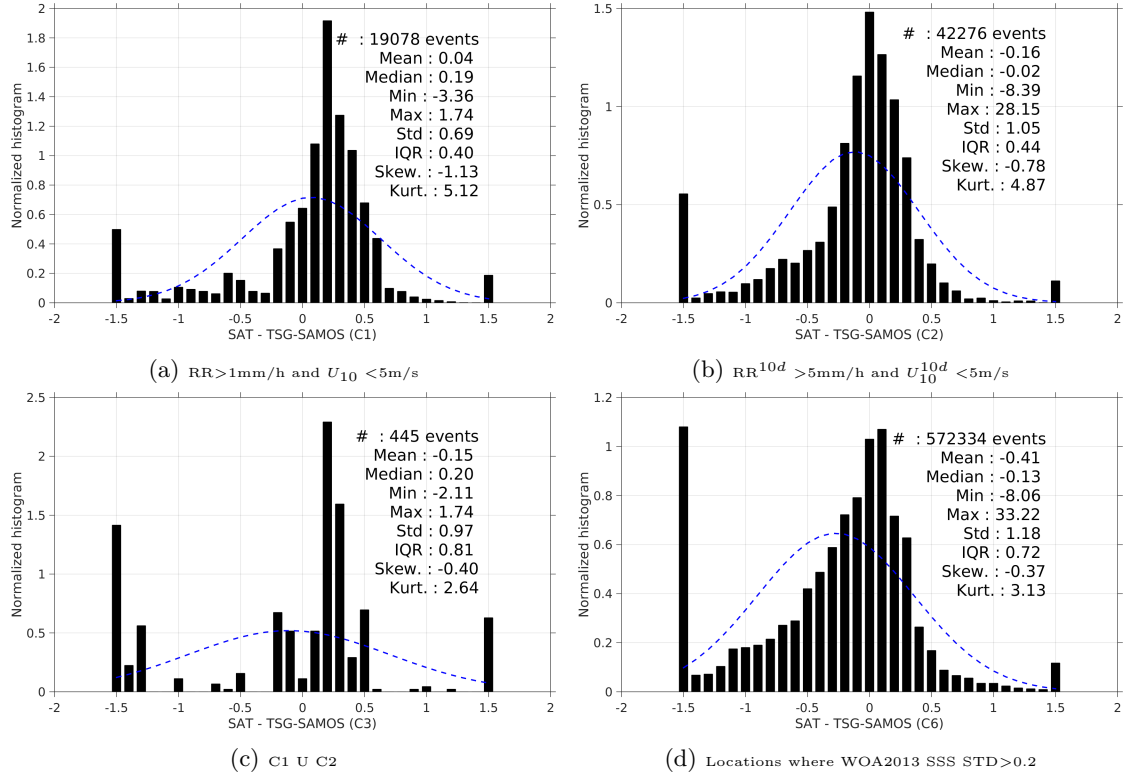 2
1.8
1.6
1.4
1.2
1
0.8
0.6
0.4
0.2
0
Normalized histogram
# : 19078 events
Mean : 0.04
Median : 0.19
Min : -3.36
Max : 1.74
Std : 0.69
IQR : 0.40
Skew. : -1.13
Kurt. : 5.12
-2 -1.5 -1 -0.5 0 0.5 1 1.5 2
SAT - TSG-SAMOS (C1)
(a) RR>1mm/h and U10 <5m/s
1.5
1
0.5
0
Normalized histogram
# : 42276 events
Mean : -0.16
Median : -0.02
Min : -8.39
Max : 28.15
Std : 1.05
IQR : 0.44
Skew. : -0.78
Kurt. : 4.87
-2 -1.5 -1 -0.5 0 0.5 1 1.5 2
SAT - TSG-SAMOS (C2)
(b) RR^10d >5mm/h and U10^10d <5m/s
2.5
2
1.5
1
0.5
0
Normalized histogram
# : 445 events
Mean : -0.15
Median : 0.20
Min : -2.11
Max : 1.74
Std : 0.97
IQR : 0.81
Skew. : -0.40
Kurt. : 2.64
-2 -1.5 -1 -0.5 0 0.5 1 1.5 2
SAT - TSG-SAMOS (C3)
(c) C1 U C2
1.2
1
0.8
0.6
0.4
0.2
0
Normalized histogram
# : 572334 events
Mean : -0.41
Median : -0.13
Min : -8.06
Max : 33.22
Std : 1.18
IQR : 0.72
Skew. : -0.37
Kurt. : 3.13
-2 -1.5 -1 -0.5 0 0.5 1 1.5 2
SAT - TSG-SAMOS (C6)
(d) Locations where WOA2013 SSS STD>0.2